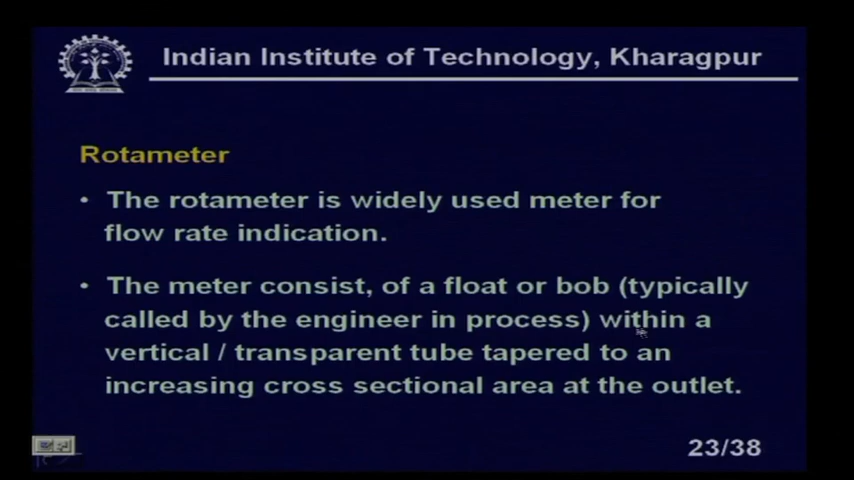 Indian Institute of Technology, Kharagpur
Rotameter
• The rotameter is widely used meter for
flow rate indication.
• The meter consist, of a float or bob (typically
called by the engineer in process) within a
vertical / transparent tube tapered to an
increasing cross sectional area at the outlet.
23/38